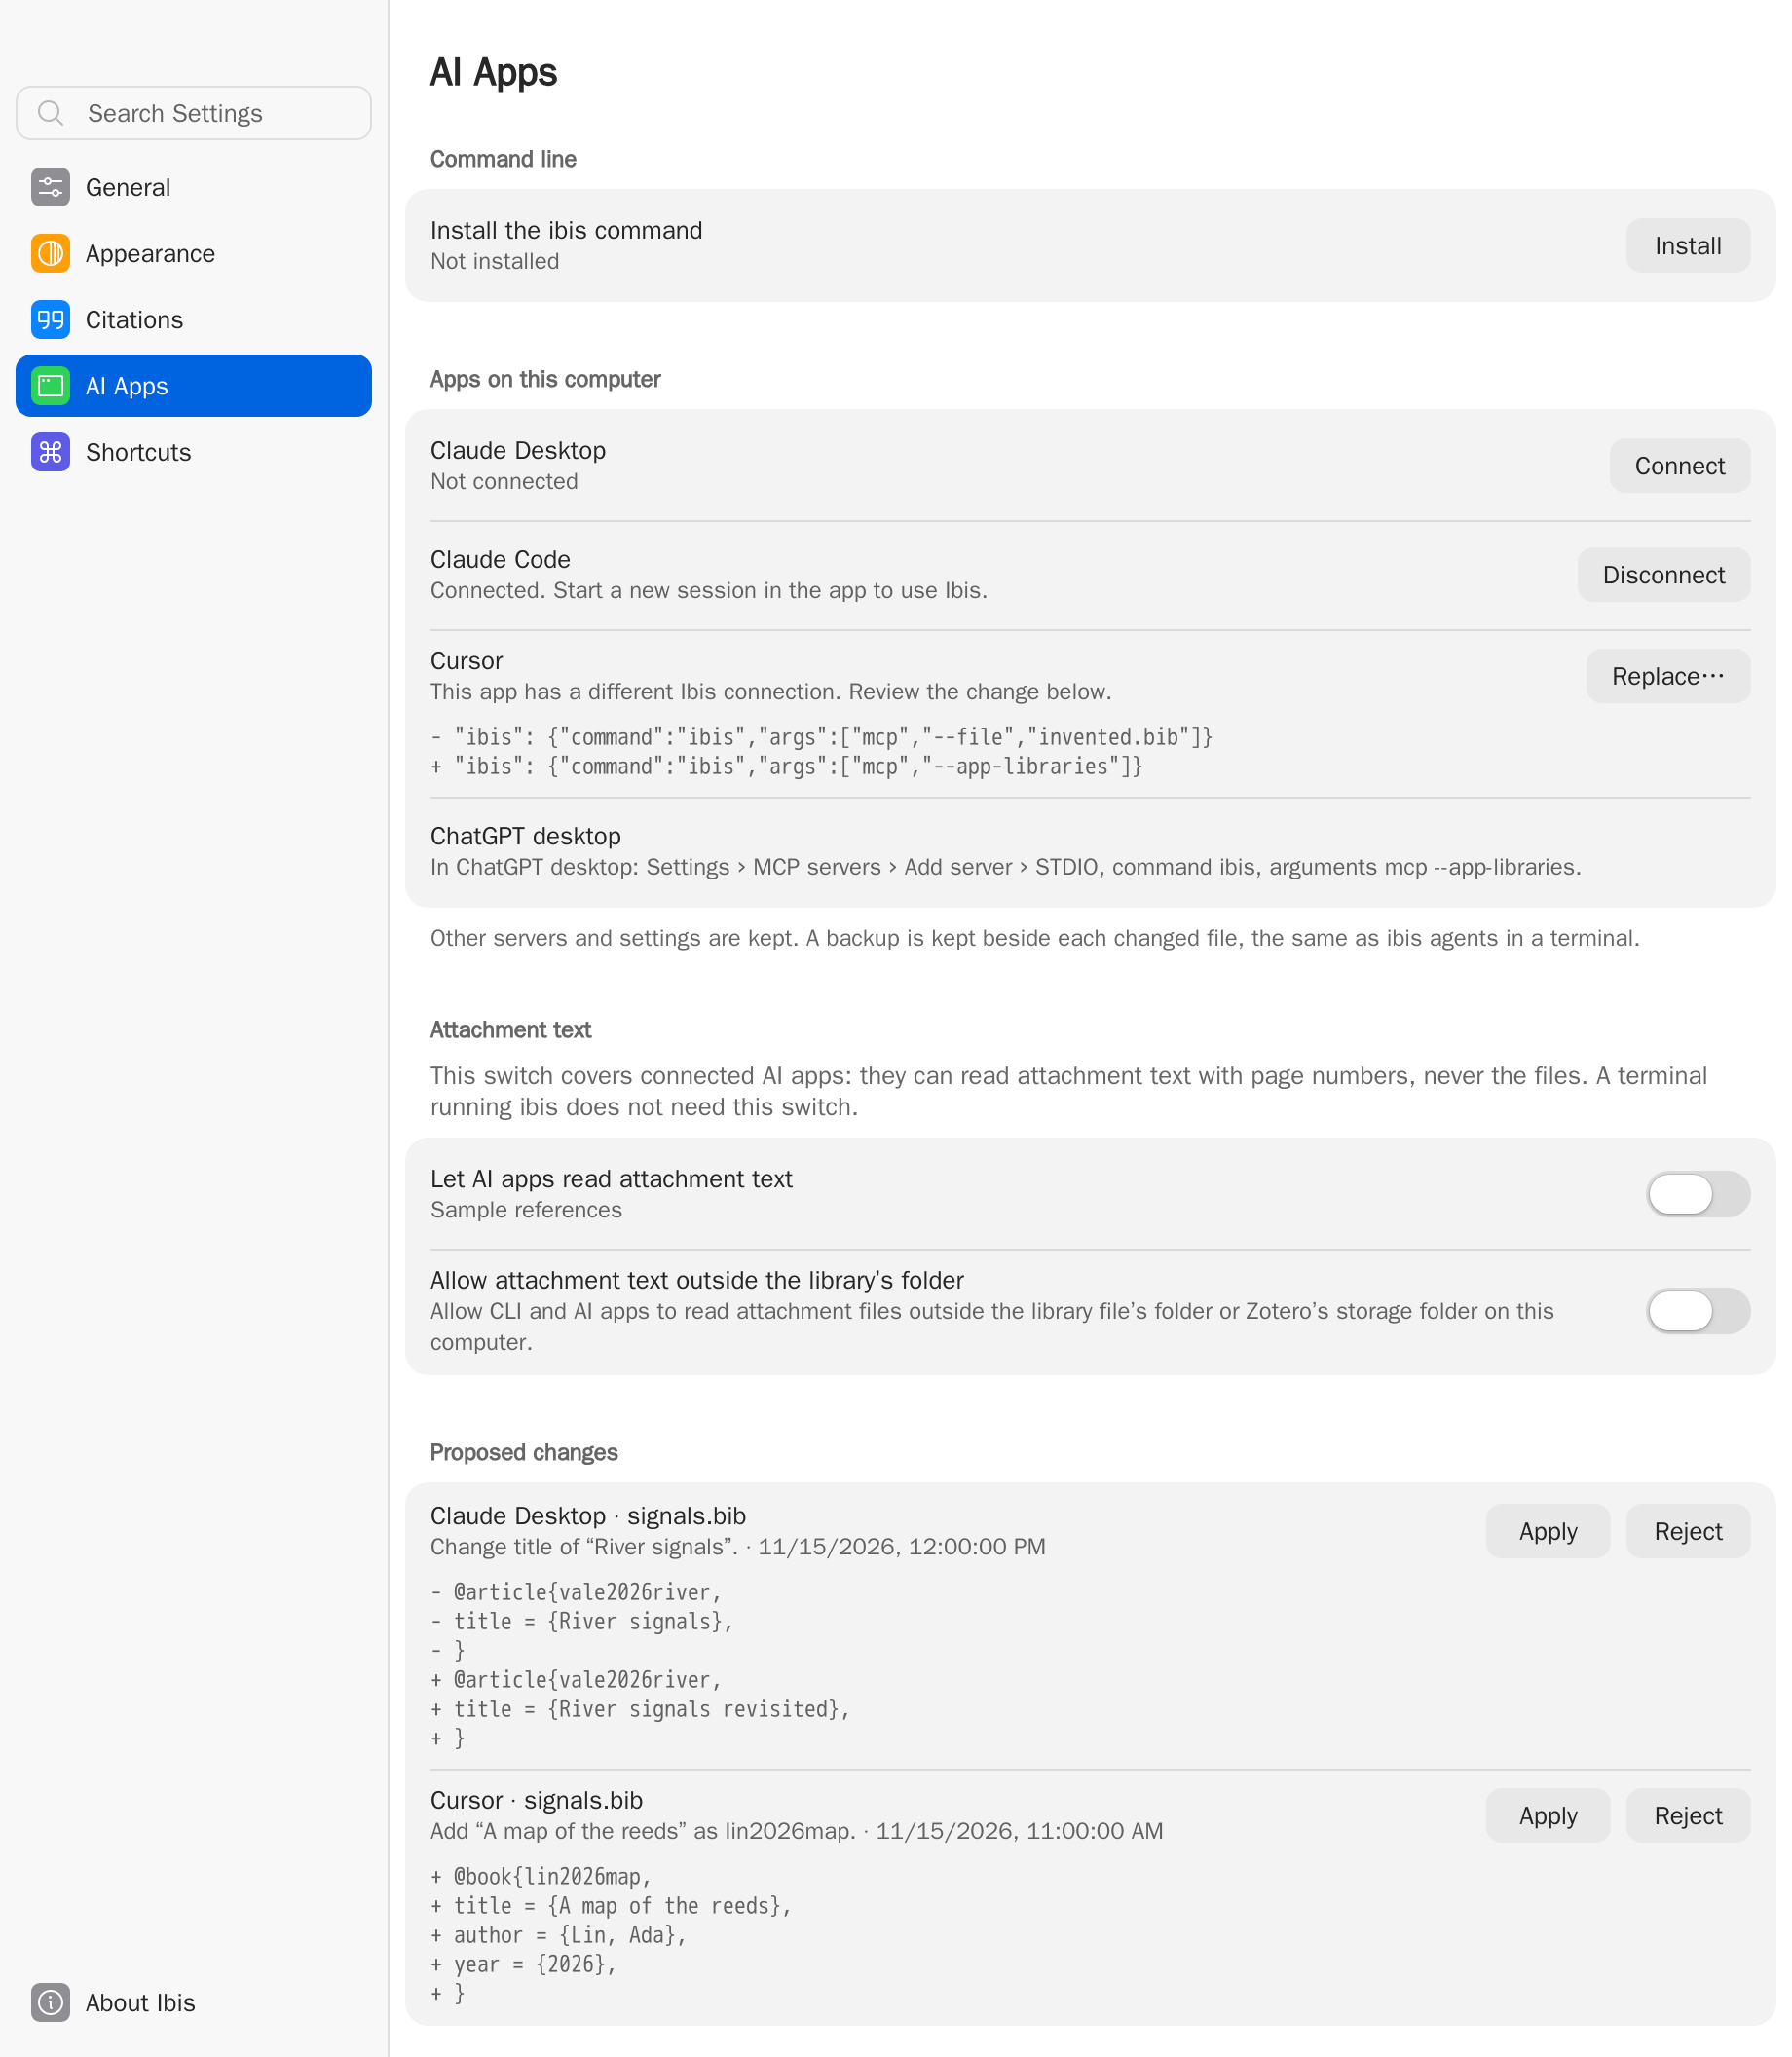 Search Settings
General
Appearance
Citations
AI Apps
Shortcuts
About Ibis
AI Apps
Command line
Install the ibis command
Not installed
Install
Apps on this computer
Claude Desktop
Not connected
Connect
Claude Code
Connected. Start a new session in the app to use Ibis.
Disconnect
Cursor
This app has a different Ibis connection. Review the change below.
Replace⋯
- "ibis": {"command":"ibis","args":["mcp","--file","invented.bib"]}
+ "ibis": {"command":"ibis","args":["mcp","--app-libraries"]}
ChatGPT desktop
In ChatGPT desktop: Settings › MCP servers › Add server › STDIO, command ibis, arguments mcp --app-libraries.
Other servers and settings are kept. A backup is kept beside each changed file, the same as ibis agents in a terminal.
Attachment text
This switch covers connected AI apps: they can read attachment text with page numbers, never the files. A terminal
running ibis does not need this switch.
Let AI apps read attachment text
Sample references
Allow attachment text outside the library’s folder
Allow CLI and AI apps to read attachment files outside the library file’s folder or Zotero’s storage folder on this
computer.
Proposed changes
Claude Desktop · signals.bib
Change title of “River signals”. · 11/15/2026, 12:00:00 PM
Apply
Reject
- @article{vale2026river,
- title = {River signals},
- }
+ @article{vale2026river,
+ title = {River signals revisited},
+ }
Cursor · signals.bib
Add “A map of the reeds” as lin2026map. · 11/15/2026, 11:00:00 AM
Apply
Reject
+ @book{lin2026map,
+ title = {A map of the reeds},
+ author = {Lin, Ada},
+ year = {2026},
+ }